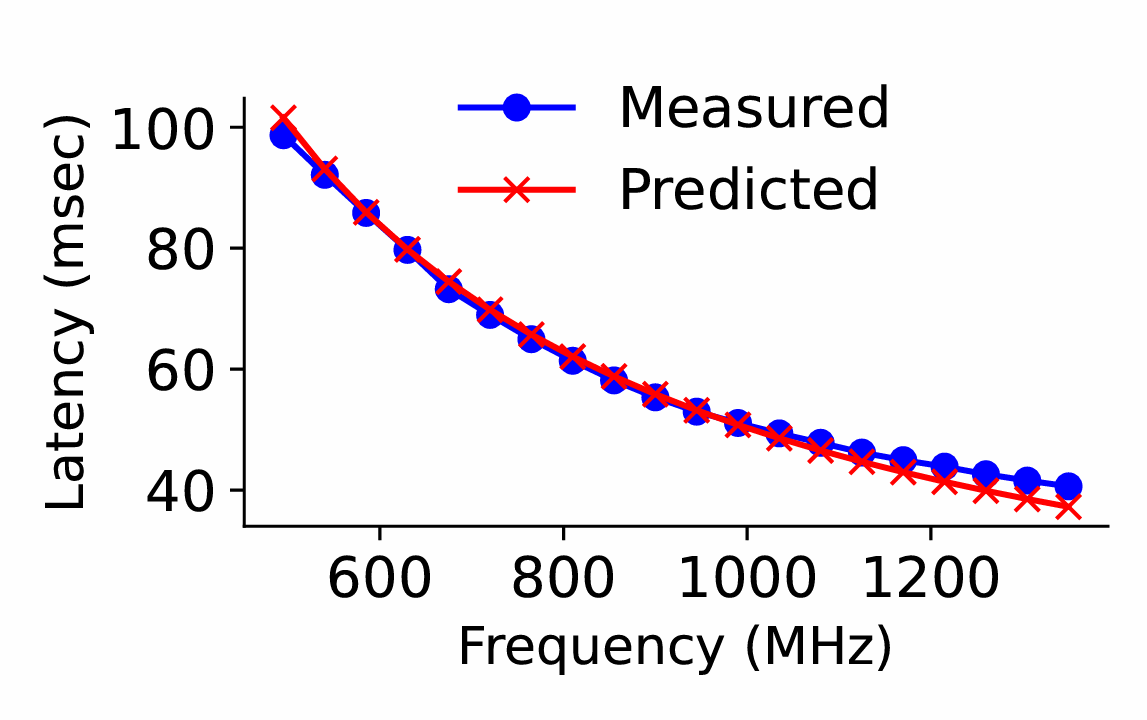 Measured
Predicted
Latency (msec)
100
80
60
40
600 800 1000 1200
Frequency (MHz)